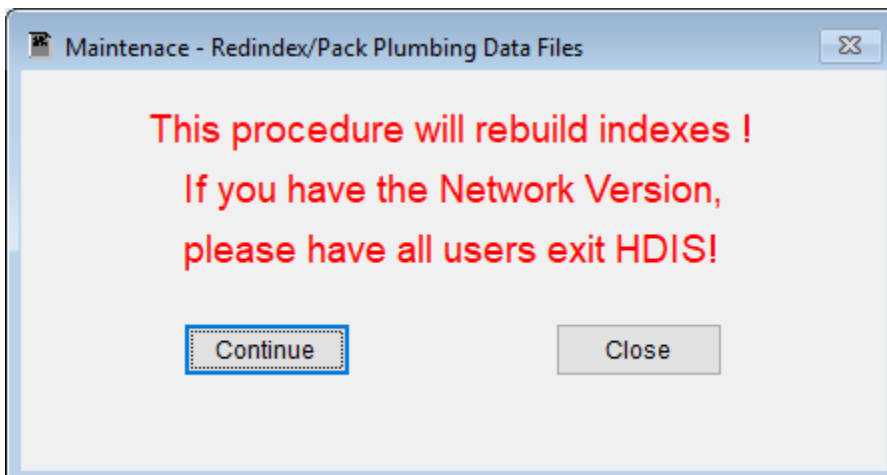 Maintenace - Redindex/Pack Plumbing Data Files
This procedure will rebuild indexes !
If you have the Network Version,
please have all users exit HDIS!
Continue
Close